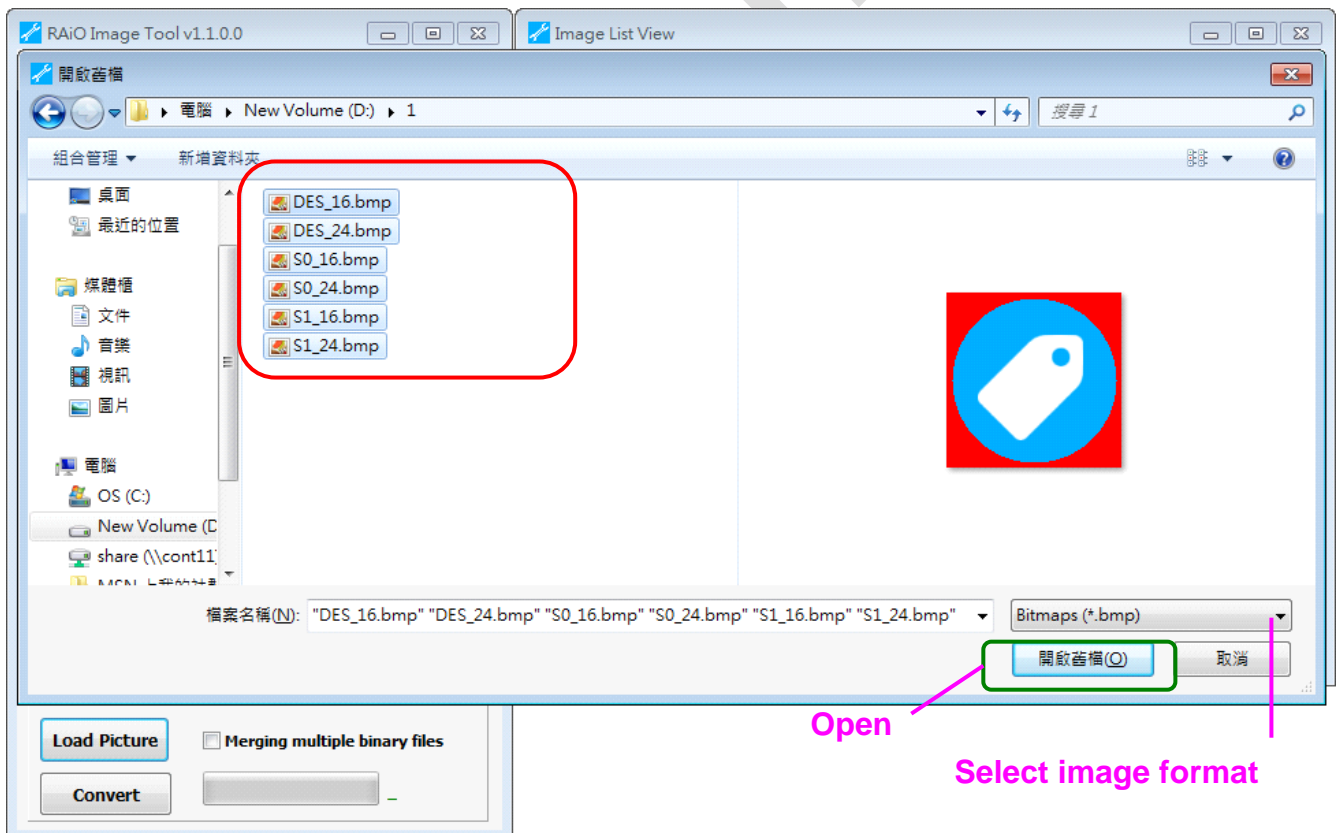 RAiO Image Tool v1.1.0.0
Image List View
開啟舊檔
電腦 New Volume (D:) 1
搜尋 1
組合管理 新增資料夾
桌面
最近的位置
媒體櫃
文件
音樂
視訊
圖片
電腦
OS (C:)
New Volume (D
share (\\cont11)
MSN 上我的
DES_16.bmp
DES_24.bmp
S0_16.bmp
S0_24.bmp
S1_16.bmp
S1_24.bmp
檔案名稱(N): "DES_16.bmp" "DES_24.bmp" "S0_16.bmp" "S0_24.bmp" "S1_16.bmp" "S1_24.bmp" Bitmaps (*.bmp)
開啟舊檔(O) 取消
Open
Select image format
Load Picture Merging multiple binary files
Convert